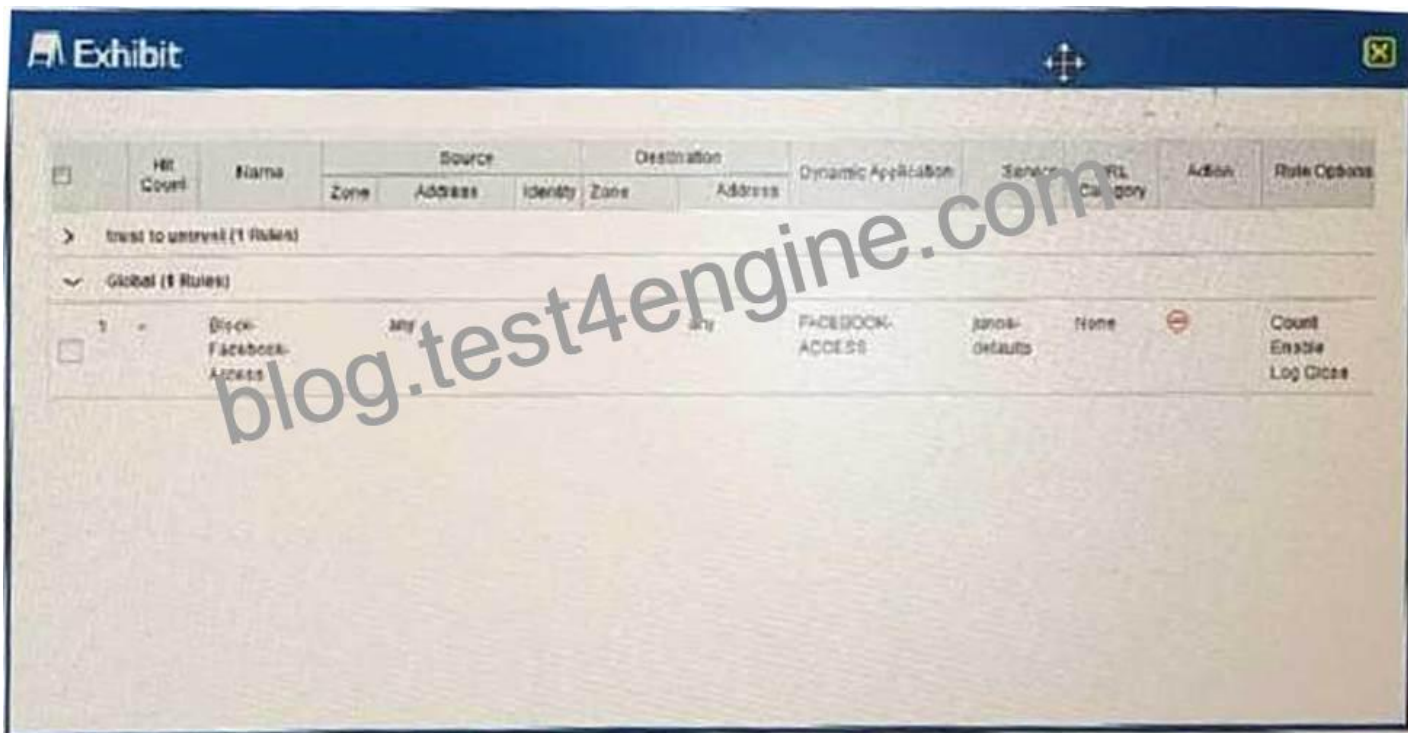 Exhibit
Hit Count
Name
Source
Destination
Dynamic Application
Service
URL Category
Action
Rule Options
Zone
Address
Identity
Zone
Address
trust to untrust (1 Rules)
Global (1 Rules)
1 - Block-Facebook-Access any any FACEBOOK-ACCESS junos-defaults None Count Enable Log Close
blog.test4engine.com